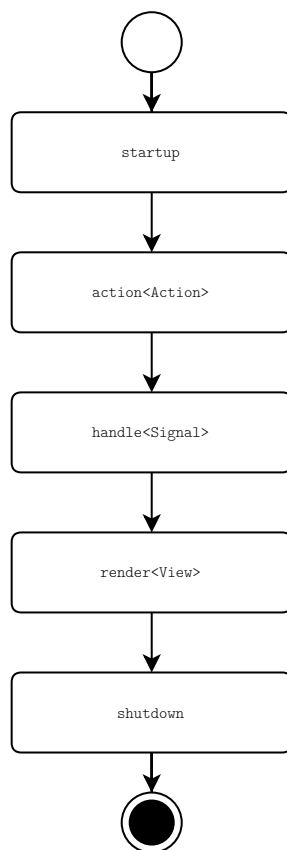 startup
action<Action>
handle<Signal>
render<View>
shutdown